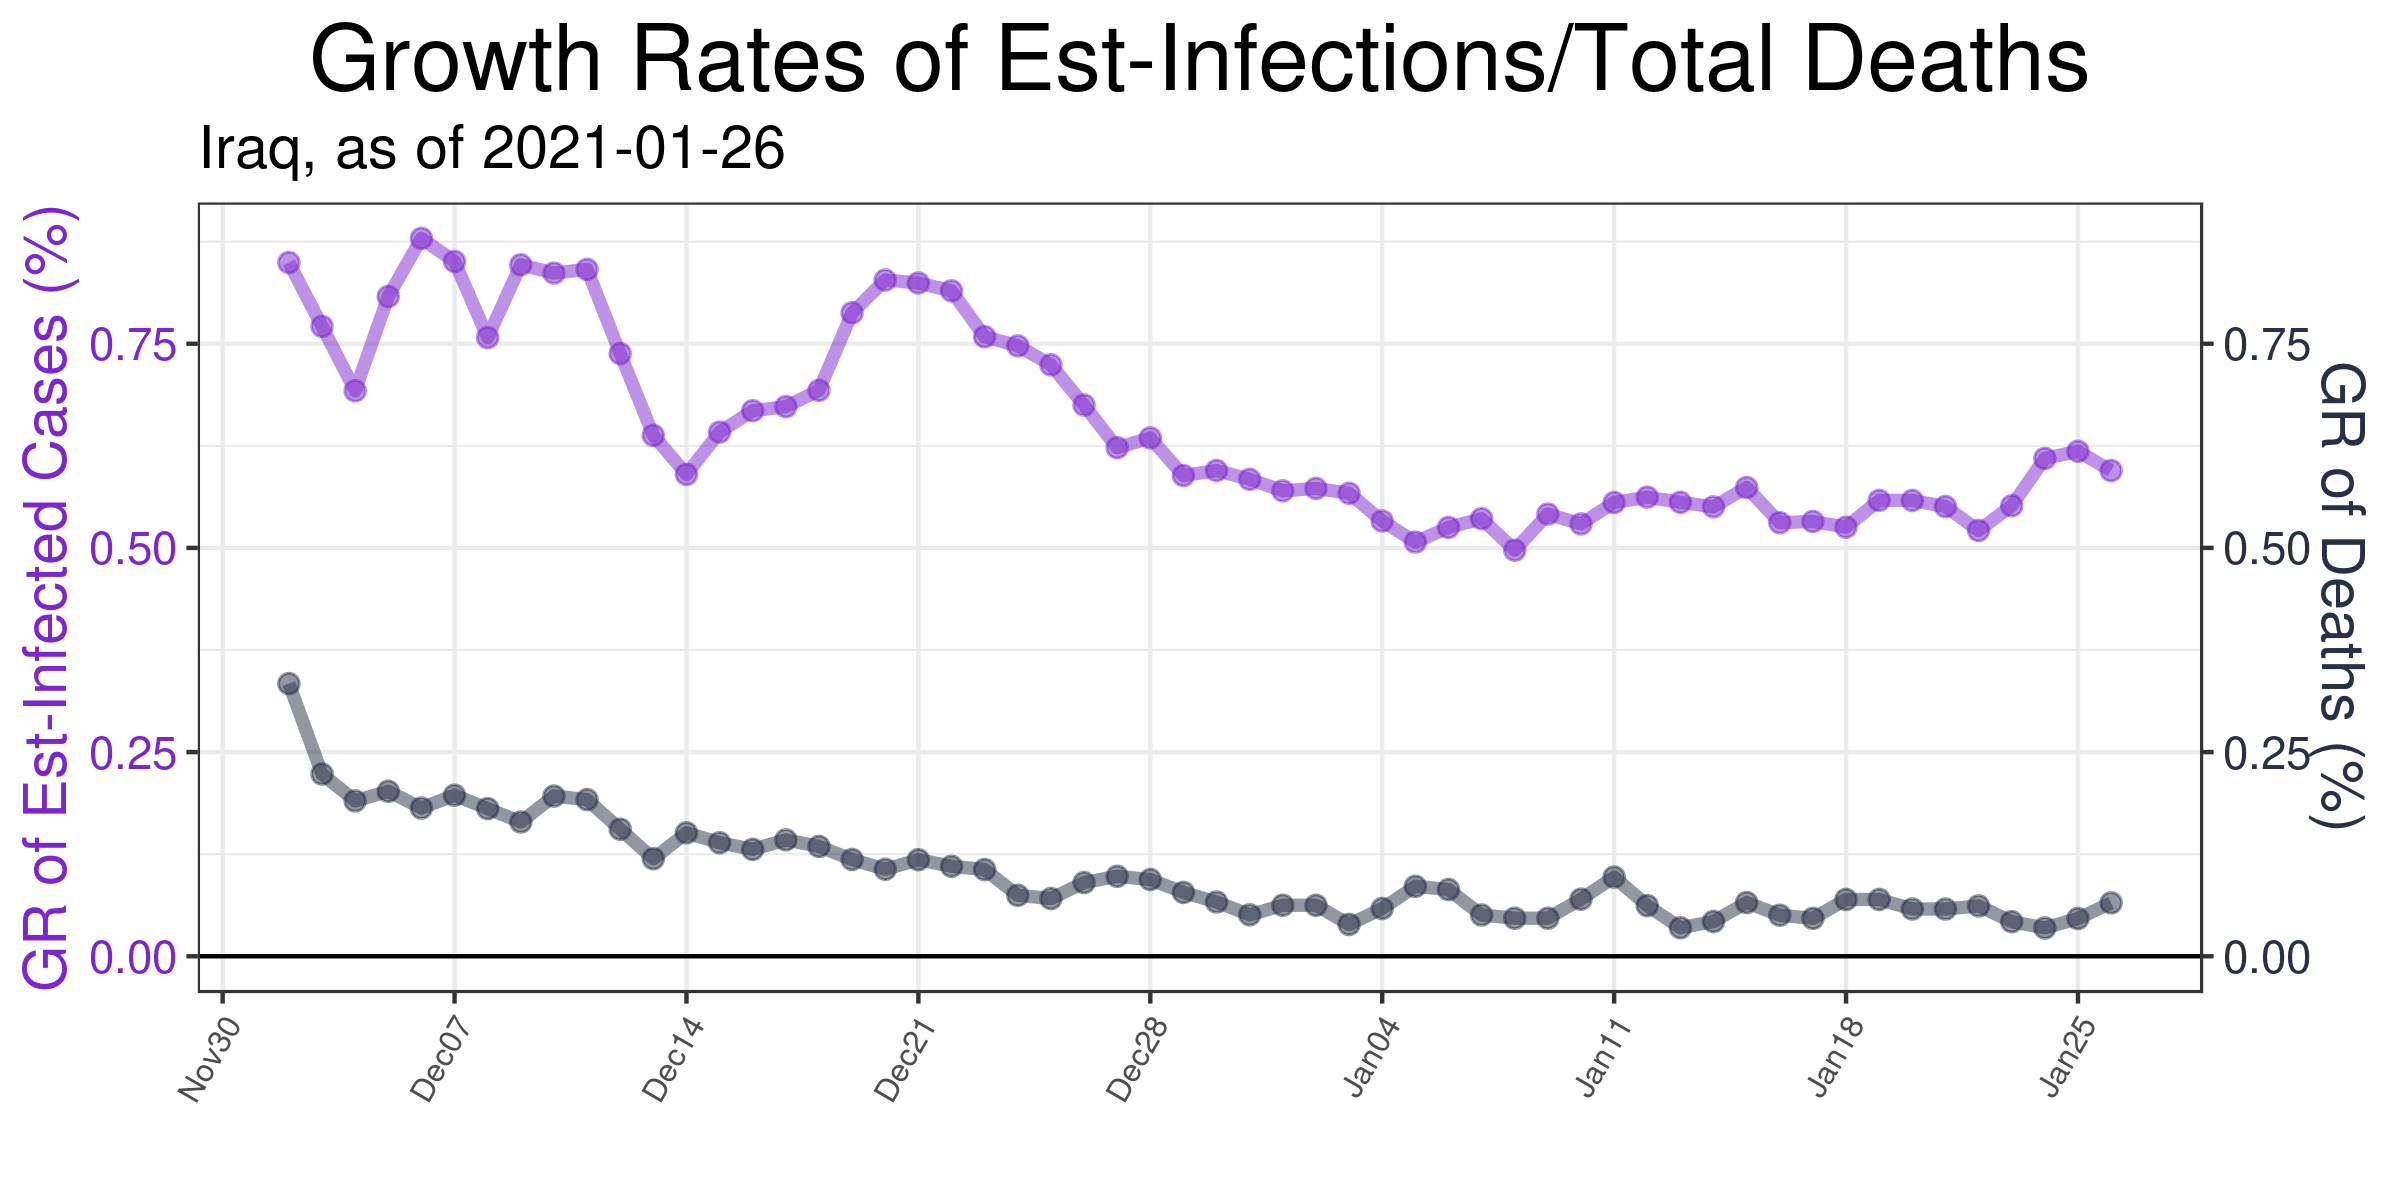 Growth Rates of Est-Infections/Total Deaths
Iraq, as of 2021-01-26
GR of Est-Infected Cases (%)
0.75
0.50
0.25
0.00
0.75
0.50
0.25
0.00
GR of Deaths (%)
Nov30
Dec07
Dec14
Dec21
Dec28
Jan04
Jan11
Jan18
Jan25